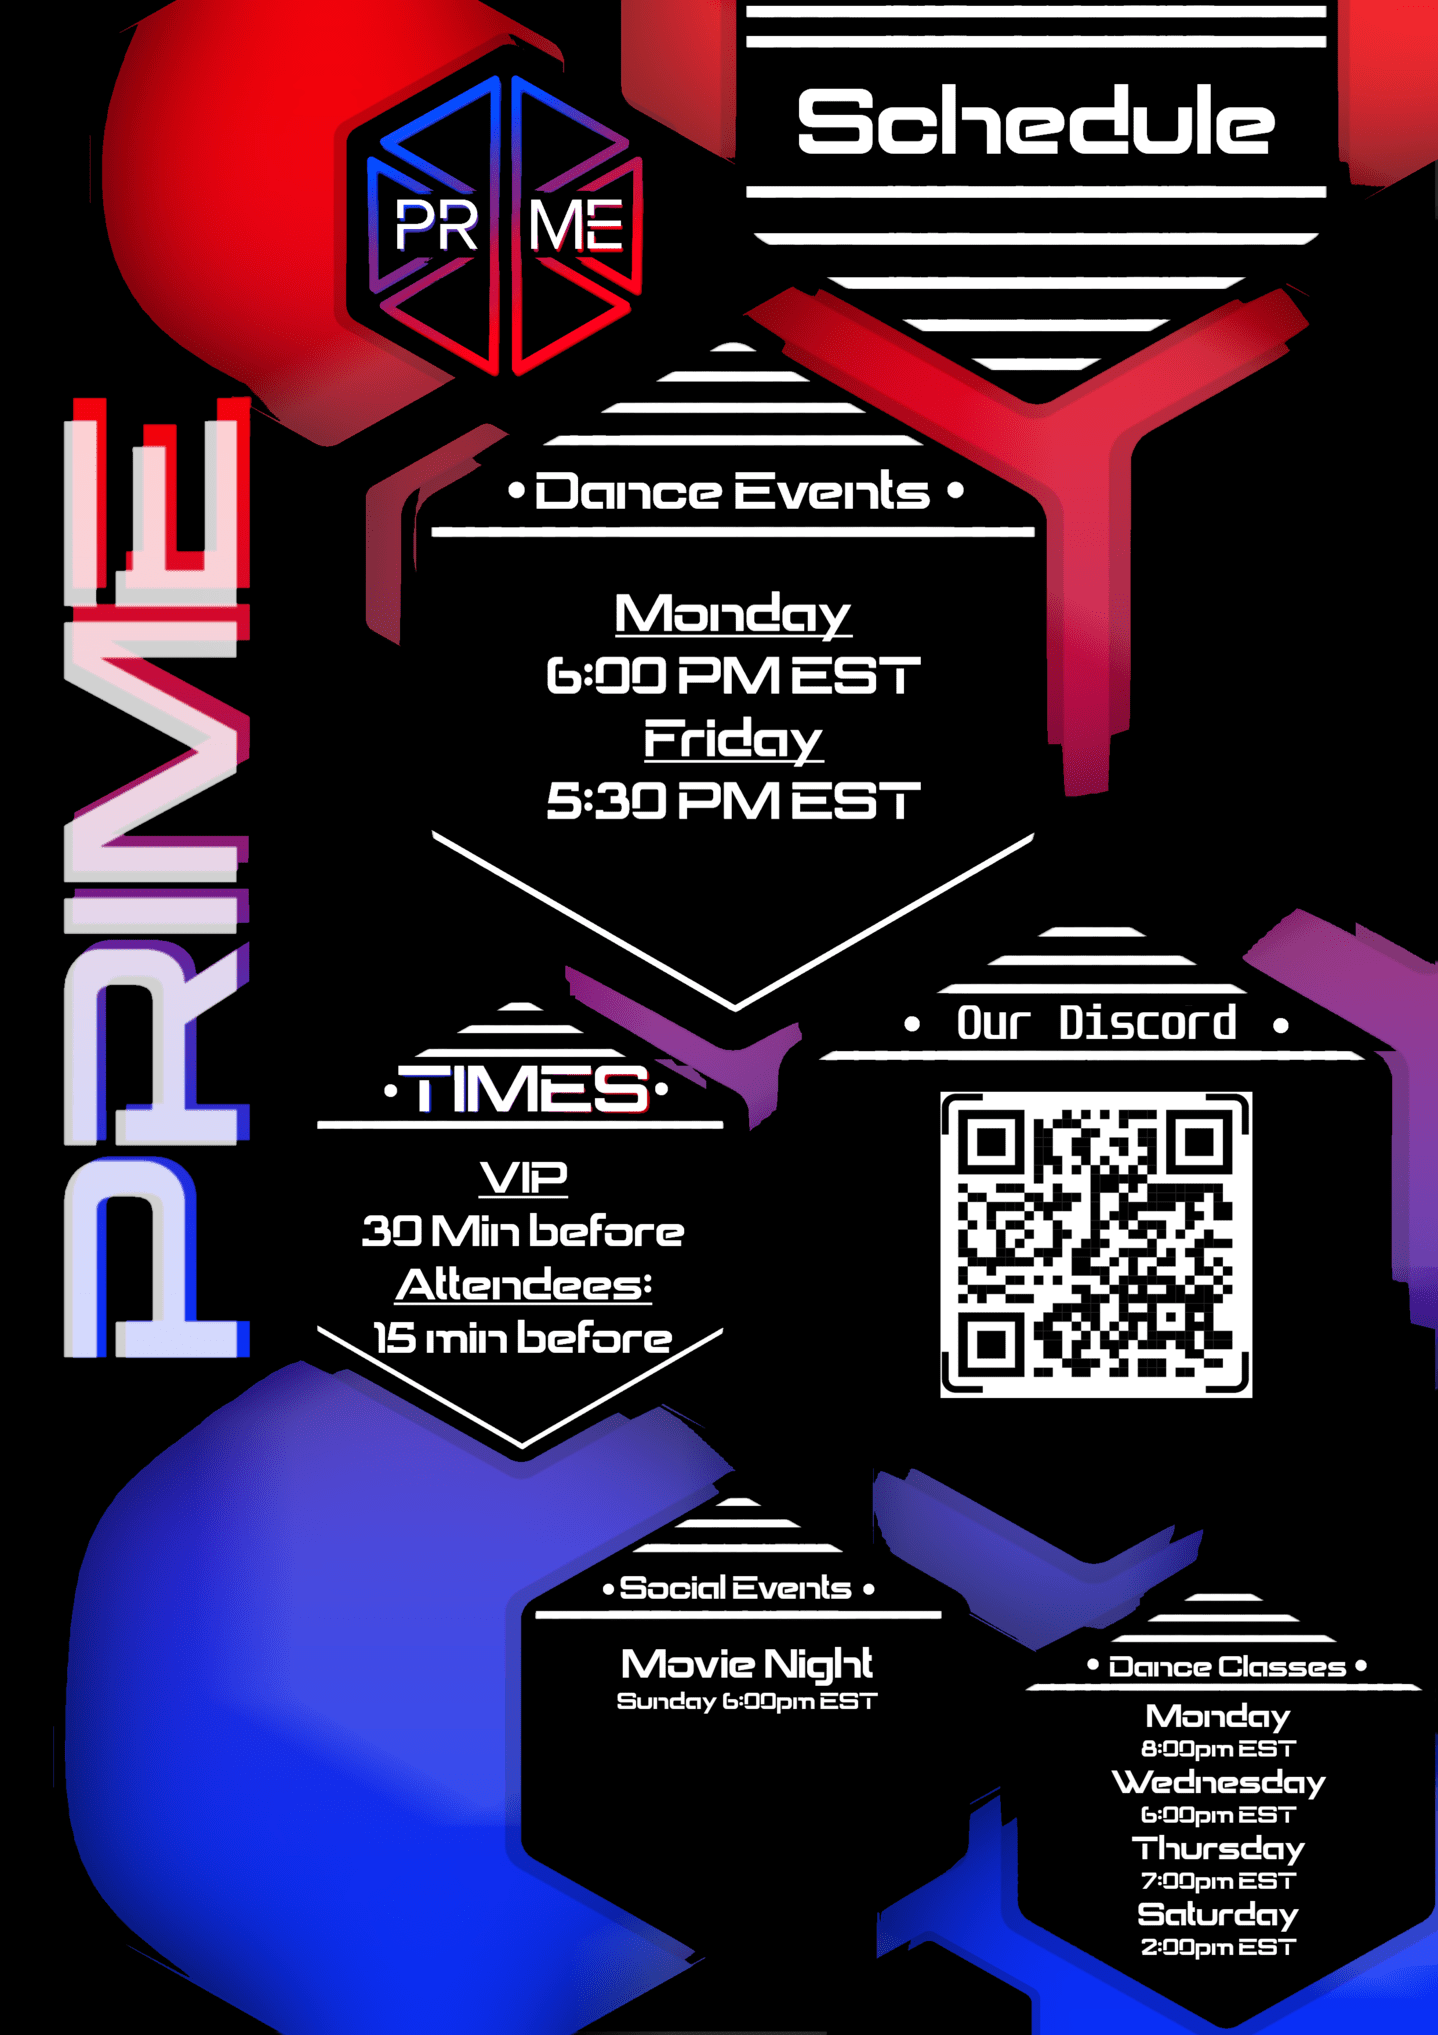 PR ME
Schedule
PRIME
• Dance Events •
Monday
6:00 PM EST
Friday
5:30 PM EST
• TIMES •
VIP
30 Min before
Attendees:
15 min before
• Our Discord •
• Social Events •
Movie Night
Sunday 6:00pm EST
• Dance Classes •
Monday
8:00pm EST
Wednesday
6:00pm EST
Thursday
7:00pm EST
Saturday
2:00pm EST